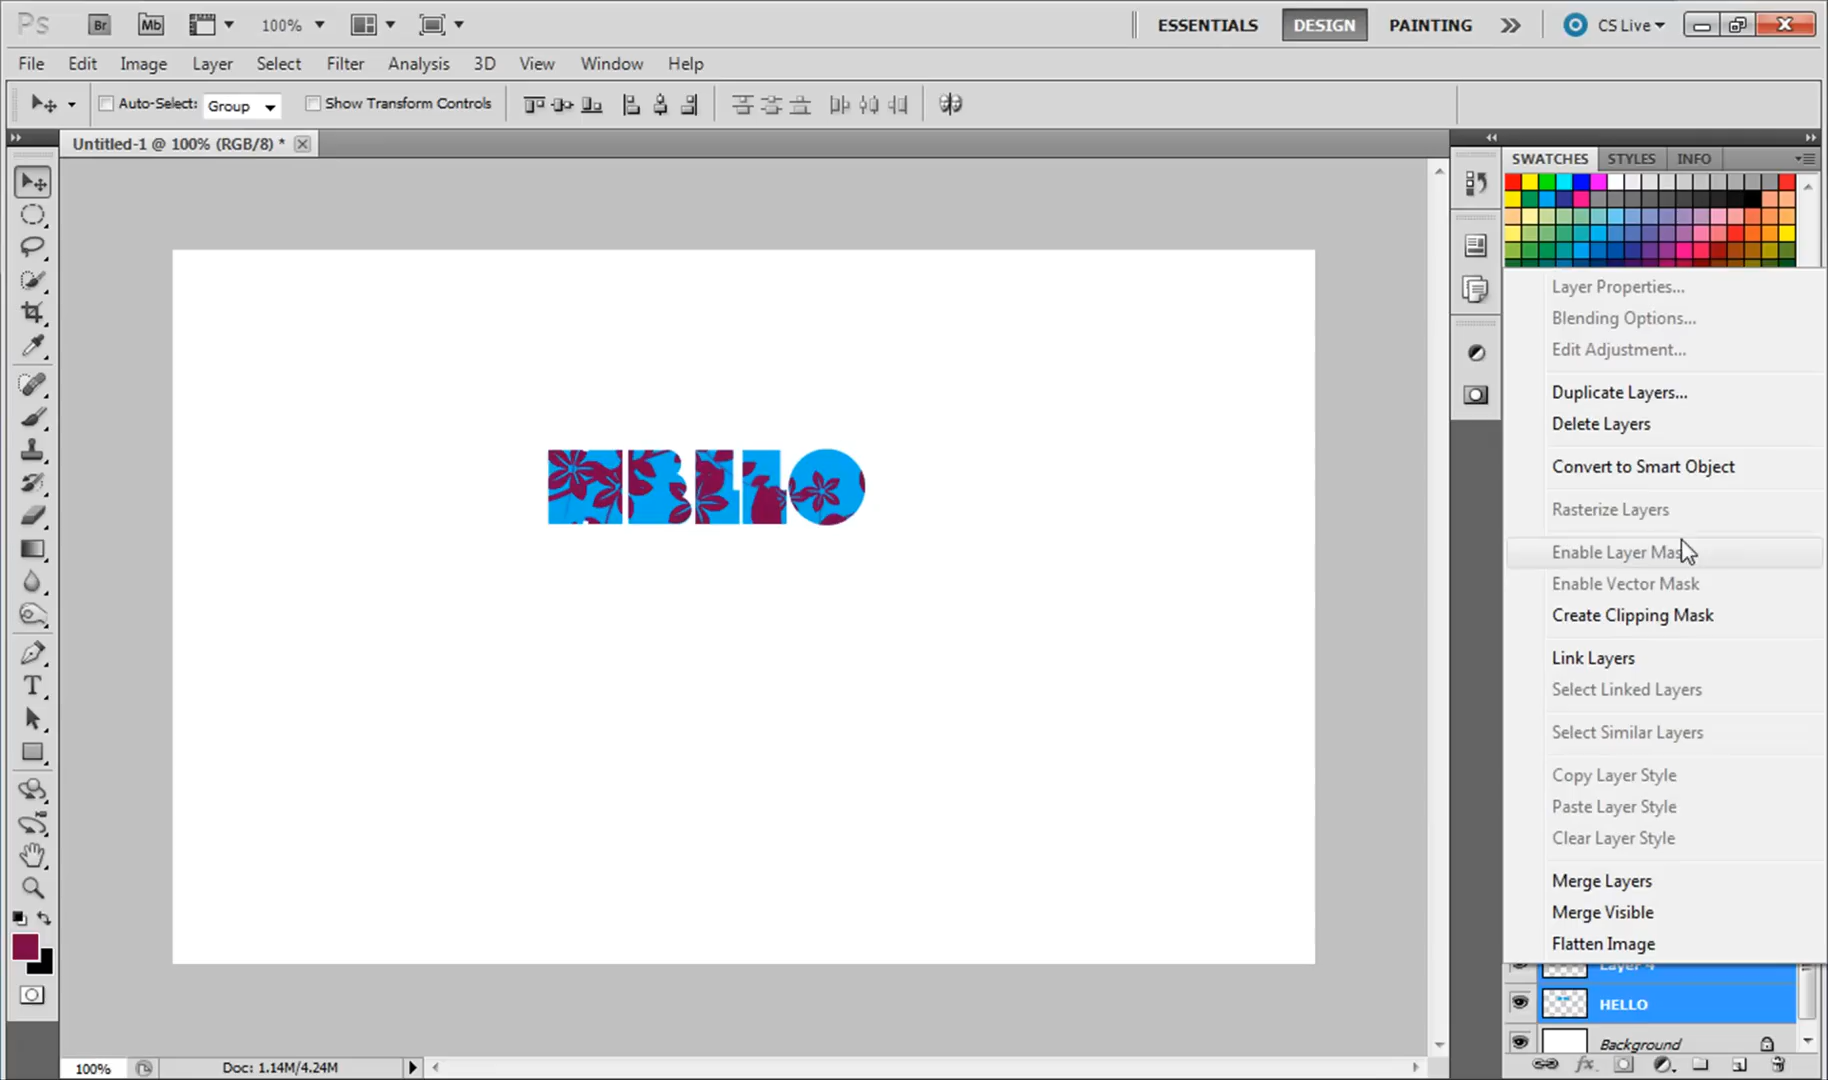 Ps Br Mb 100% ESSENTIALS DESIGN PAINTING CS Live
File Edit Image Layer Select Filter Analysis 3D View Window Help
Auto-Select: Group Show Transform Controls
Untitled-1 @ 100% (RGB/8) *
SWATCHES STYLES INFO
Layer Properties...
Blending Options...
Edit Adjustment...
Duplicate Layers...
Delete Layers
Convert to Smart Object
HELLO
Rasterize Layers
Enable Layer Mas
Enable Vector Mask
Create Clipping Mask
Link Layers
Select Linked Layers
Select Similar Layers
Copy Layer Style
Paste Layer Style
Clear Layer Style
Merge Layers
Merge Visible
Flatten Image
Layer 4
HELLO
Background
100% Doc: 1.14M/4.24M